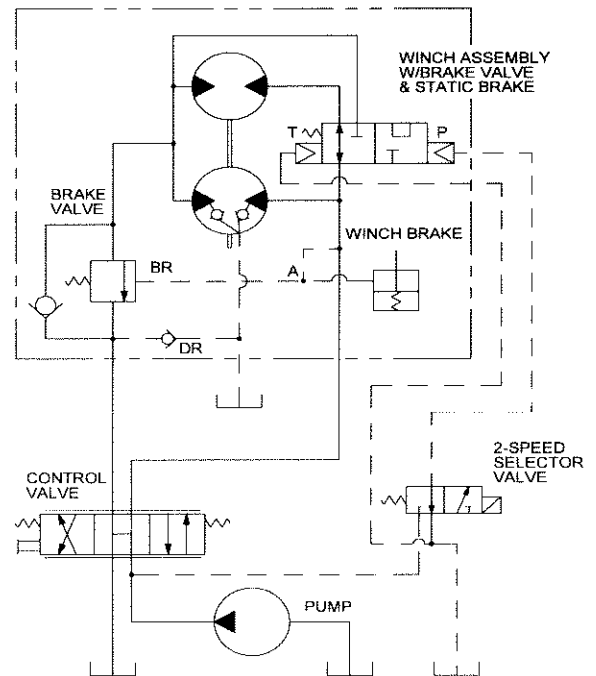 WINCH ASSEMBLY
W/BRAKE VALVE
& STATIC BRAKE
T
P
BRAKE
VALVE
WINCH BRAKE
BR
A
DR
2-SPEED
SELECTOR
VALVE
CONTROL
VALVE
PUMP